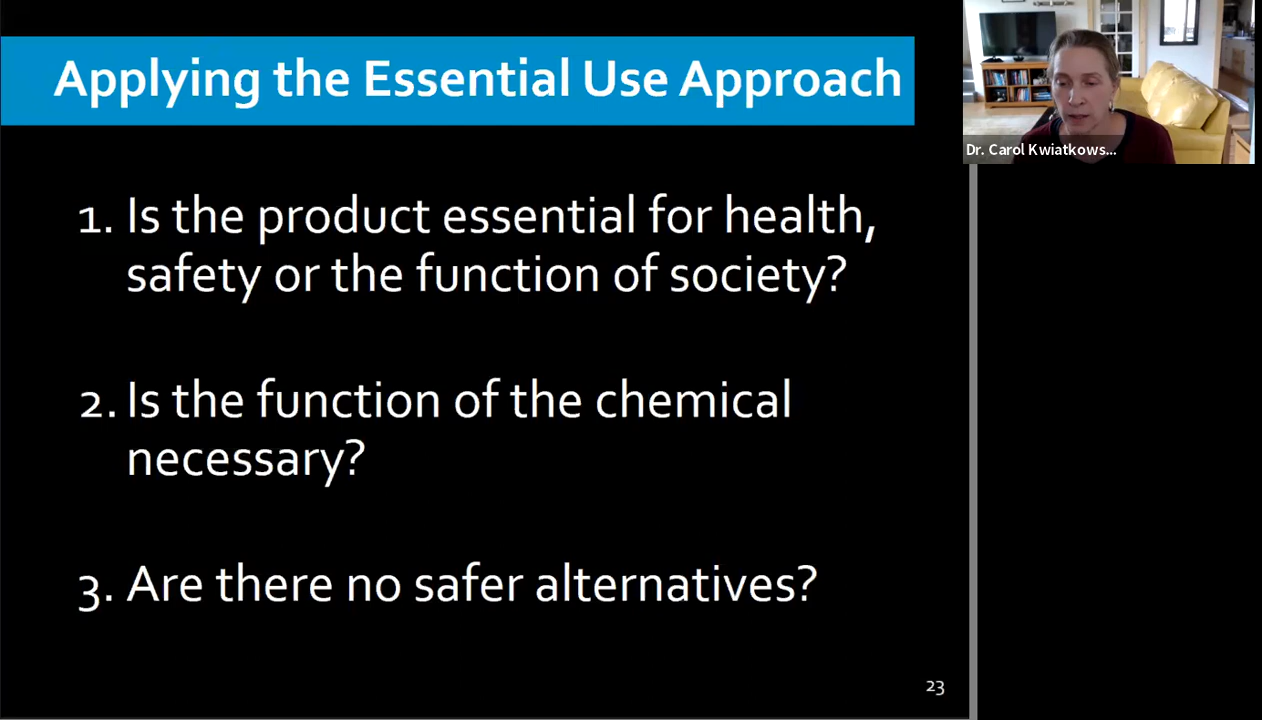 Applying the Essential Use Approach
Dr. Carol Kwiatkows...
1. Is the product essential for health,
safety or the function of society?
2. Is the function of the chemical
necessary?
3. Are there no safer alternatives?
23